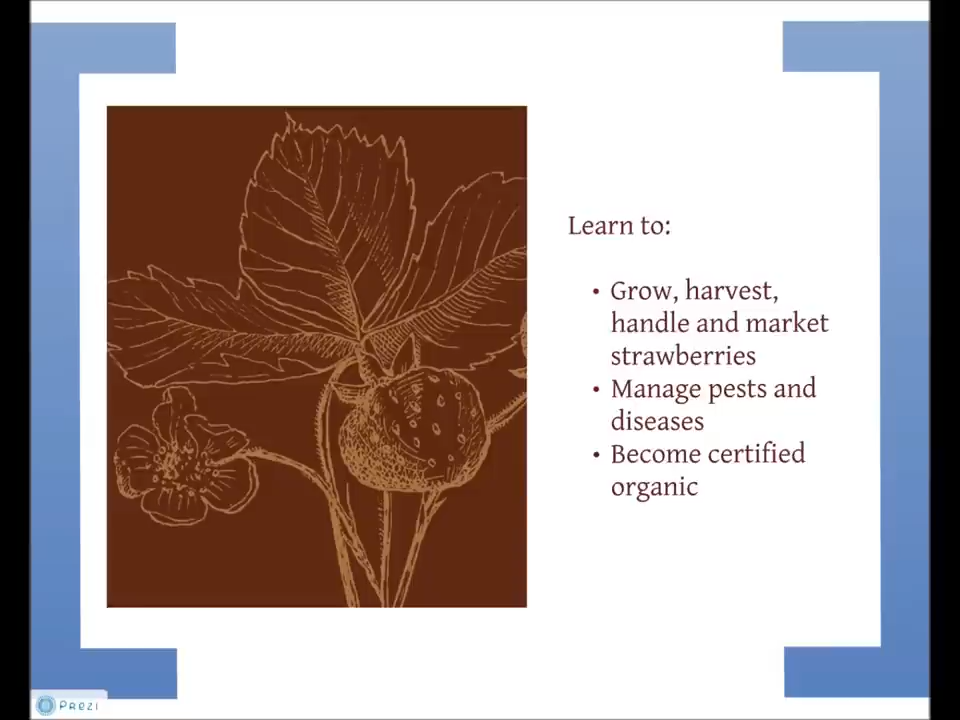 Learn to:
• Grow, harvest,
handle and market
strawberries
• Manage pests and
diseases
• Become certified
organic
Prezi